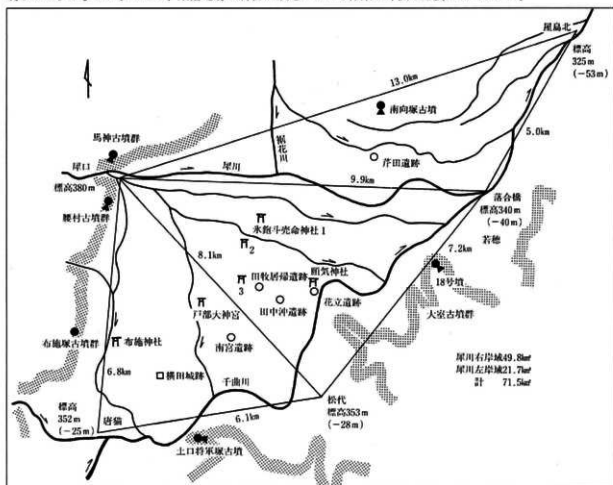 屋島北
標高
325m
(-53m)
13.0km
南向塚古墳
5.0km
馬神古墳群
裾花川
芹田遺跡
犀口
犀川
標高380m
9.9km
落合橋
標高340m
(-40m)
腰村古墳群
氷鉋斗売命神社1
2
8.1km
7.2km
若穂
田牧居帰遺跡
頤気神社
3
18号墳
戸部大神宮
田中沖遺跡
花立遺跡
大室古墳群
布施塚古墳群
布施神社
南宮遺跡
6.8km
横田城跡
犀川右岸域49.8㎢
犀川左岸域21.7㎢
計 71.5㎢
千曲川
標高
352m
(-25m)
唐猫
6.1km
松代
標高353m
(-28m)
土口将軍塚古墳